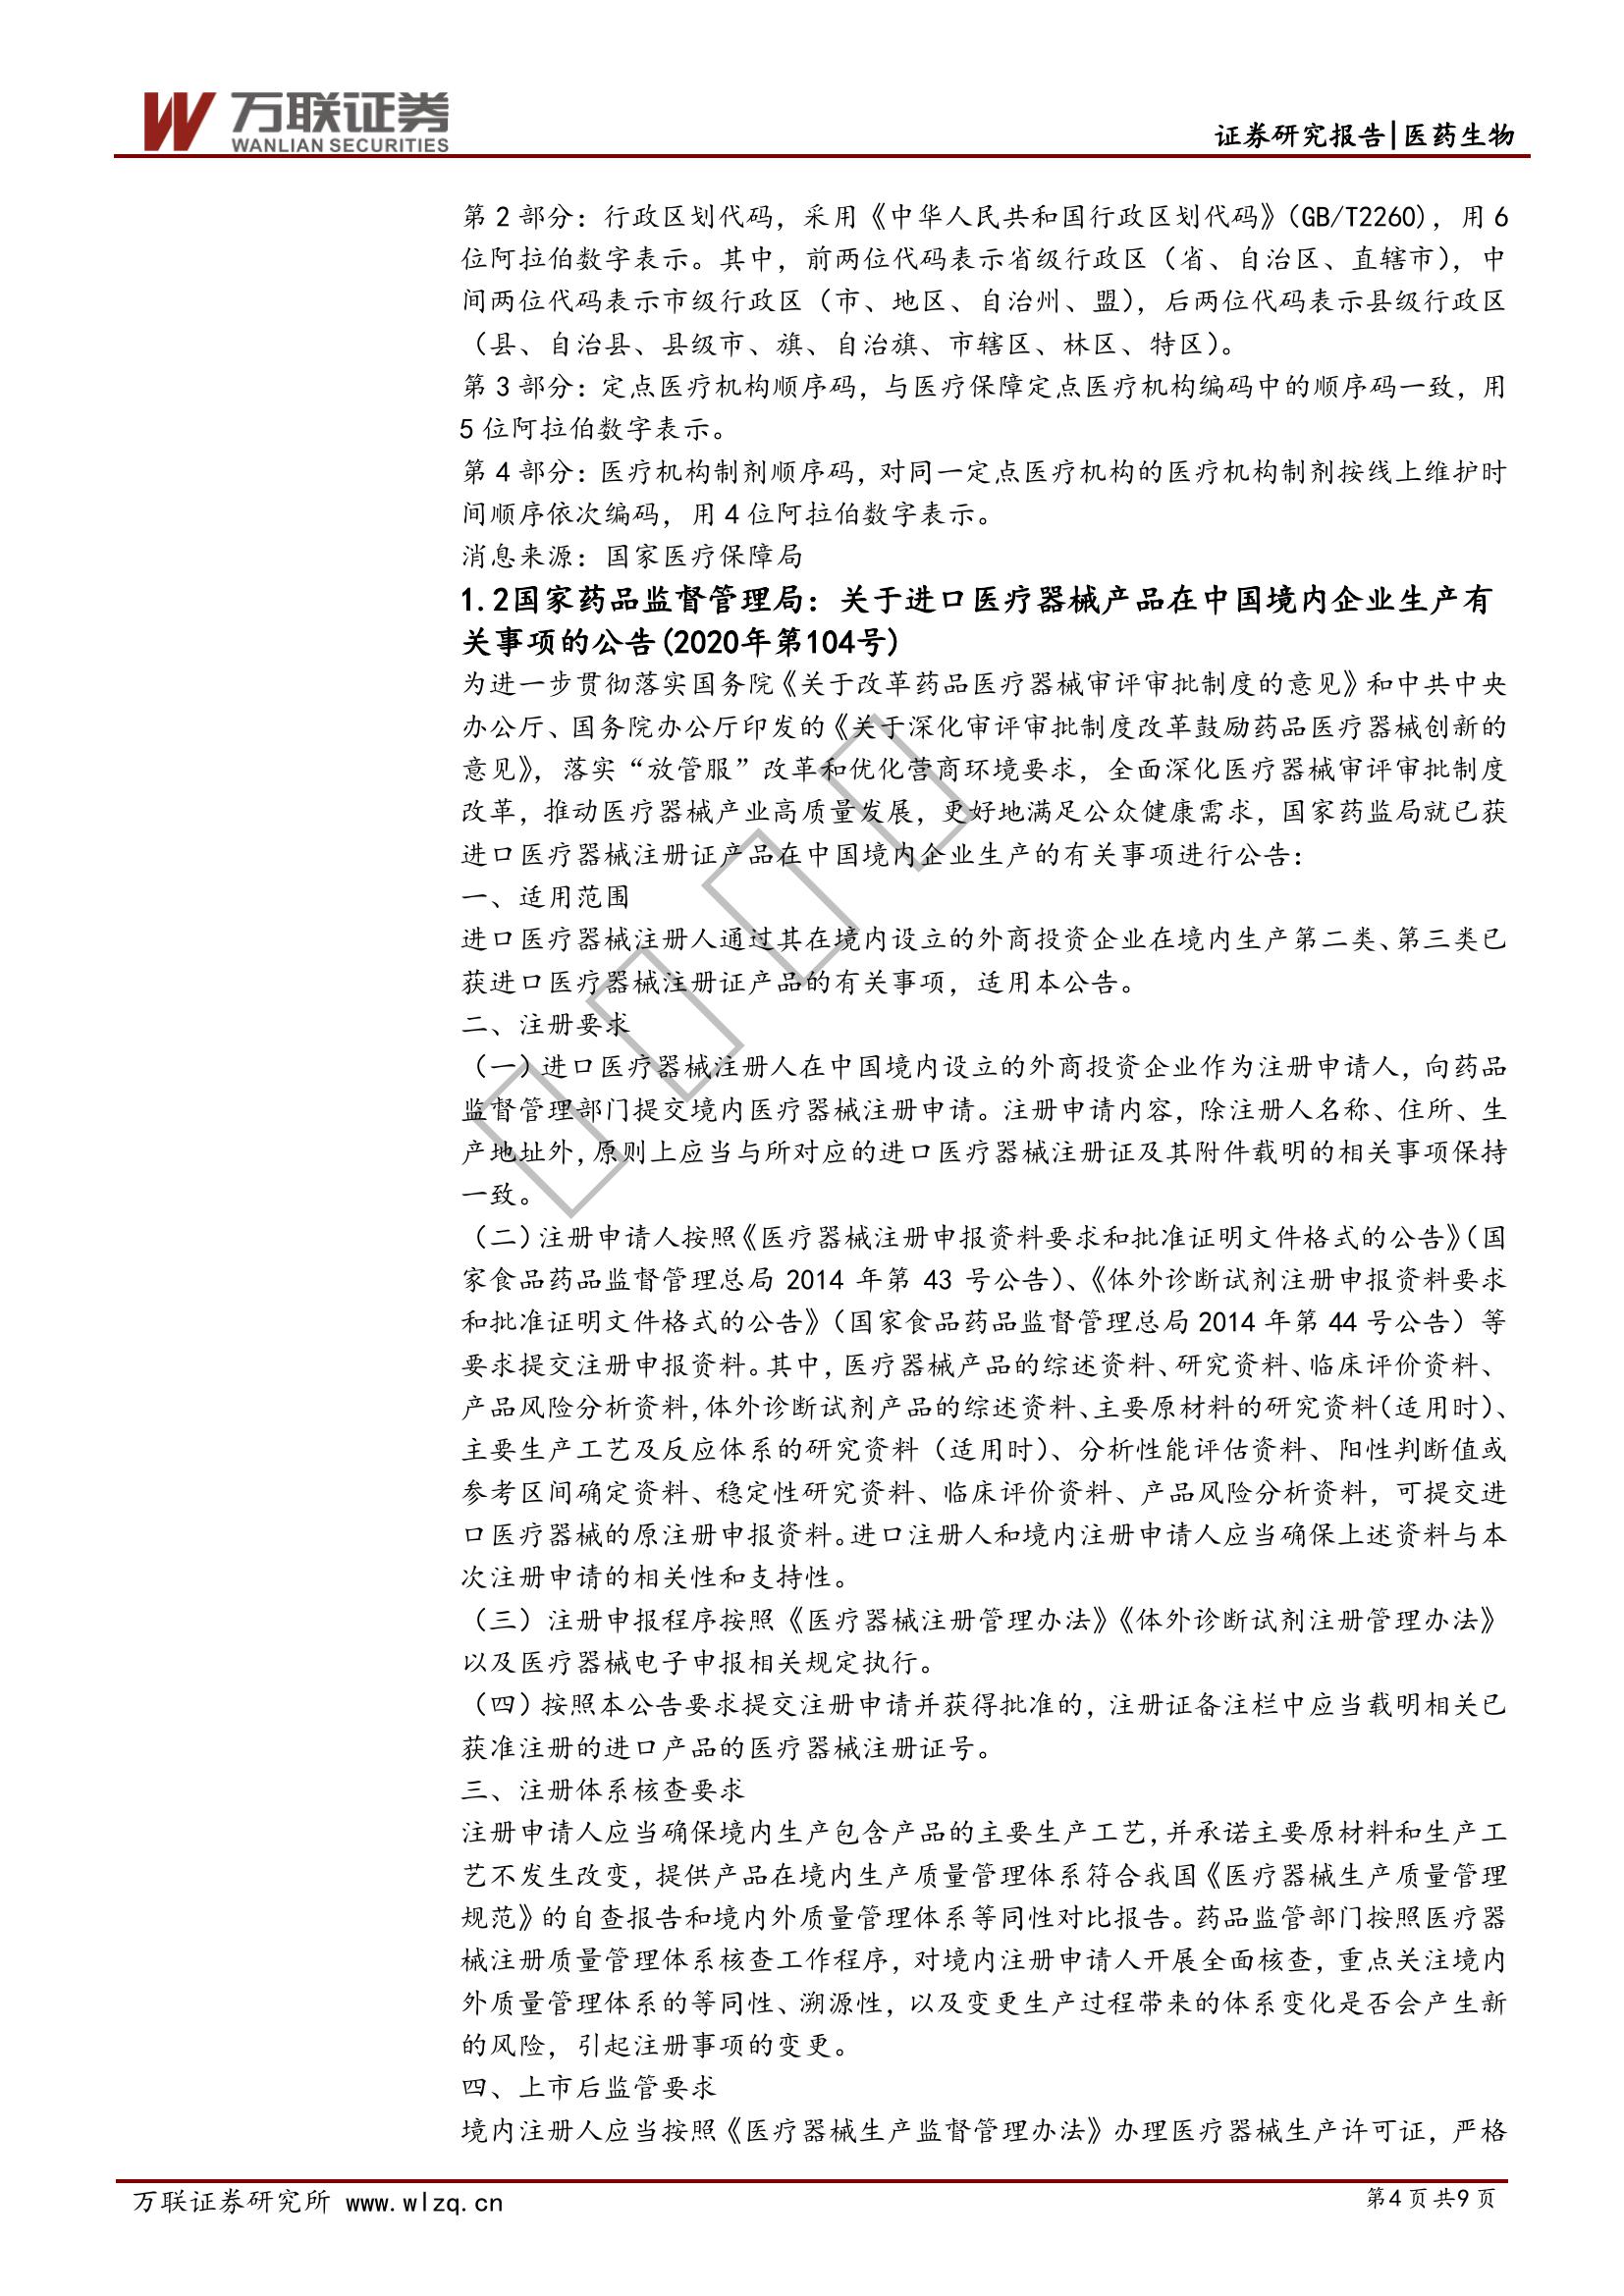 万联证券
WANLIAN SECURITIES
证券研究报告|医药生物
第 2 部分：行政区划代码，采用《中华人民共和国行政区划代码》（GB/T2260），用 6
位阿拉伯数字表示。其中，前两位代码表示省级行政区（省、自治区、直辖市），中
间两位代码表示市级行政区（市、地区、自治州、盟），后两位代码表示县级行政区
（县、自治县、县级市、旗、自治旗、市辖区、林区、特区）。
第 3 部分：定点医疗机构顺序码，与医疗保障定点医疗机构编码中的顺序码一致，用
5 位阿拉伯数字表示。
第 4 部分：医疗机构制剂顺序码，对同一定点医疗机构的医疗机构制剂按线上维护时
间顺序依次编码，用 4 位阿拉伯数字表示。
消息来源：国家医疗保障局
1.2国家药品监督管理局：关于进口医疗器械产品在中国境内企业生产有
关事项的公告(2020年第104号)
为进一步贯彻落实国务院《关于改革药品医疗器械审评审批制度的意见》和中共中央
办公厅、国务院办公厅印发的《关于深化审评审批制度改革鼓励药品医疗器械创新的
意见》，落实“放管服”改革和优化营商环境要求，全面深化医疗器械审评审批制度
改革，推动医疗器械产业高质量发展，更好地满足公众健康需求，国家药监局就已获
进口医疗器械注册证产品在中国境内企业生产的有关事项进行公告：
一、适用范围
进口医疗器械注册人通过其在境内设立的外商投资企业在境内生产第二类、第三类已
获进口医疗器械注册证产品的有关事项，适用本公告。
二、注册要求
（一）进口医疗器械注册人在中国境内设立的外商投资企业作为注册申请人，向药品
监督管理部门提交境内医疗器械注册申请。注册申请内容，除注册人名称、住所、生
产地址外，原则上应当与所对应的进口医疗器械注册证及其附件载明的相关事项保持
一致。
（二）注册申请人按照《医疗器械注册申报资料要求和批准证明文件格式的公告》（国
家食品药品监督管理总局 2014 年第 43 号公告）、《体外诊断试剂注册申报资料要求
和批准证明文件格式的公告》（国家食品药品监督管理总局 2014 年第 44 号公告）等
要求提交注册申报资料。其中，医疗器械产品的综述资料、研究资料、临床评价资料、
产品风险分析资料，体外诊断试剂产品的综述资料、主要原材料的研究资料（适用时）、
主要生产工艺及反应体系的研究资料（适用时）、分析性能评估资料、阳性判断值或
参考区间确定资料、稳定性研究资料、临床评价资料、产品风险分析资料，可提交进
口医疗器械的原注册申报资料。进口注册人和境内注册申请人应当确保上述资料与本
次注册申请的相关性和支持性。
（三）注册申报程序按照《医疗器械注册管理办法》《体外诊断试剂注册管理办法》
以及医疗器械电子申报相关规定执行。
（四）按照本公告要求提交注册申请并获得批准的，注册证备注栏中应当载明相关已
获准注册的进口产品的医疗器械注册证号。
三、注册体系核查要求
注册申请人应当确保境内生产包含产品的主要生产工艺，并承诺主要原材料和生产工
艺不发生改变，提供产品在境内生产质量管理体系符合我国《医疗器械生产质量管理
规范》的自查报告和境内外质量管理体系等同性对比报告。药品监管部门按照医疗器
械注册质量管理体系核查工作程序，对境内注册申请人开展全面核查，重点关注境内
外质量管理体系的等同性、溯源性，以及变更生产过程带来的体系变化是否会产生新
的风险，引起注册事项的变更。
四、上市后监管要求
境内注册人应当按照《医疗器械生产监督管理办法》办理医疗器械生产许可证，严格
万联证券研究所 www.wlzq.cn
第 4 页 共 9 页